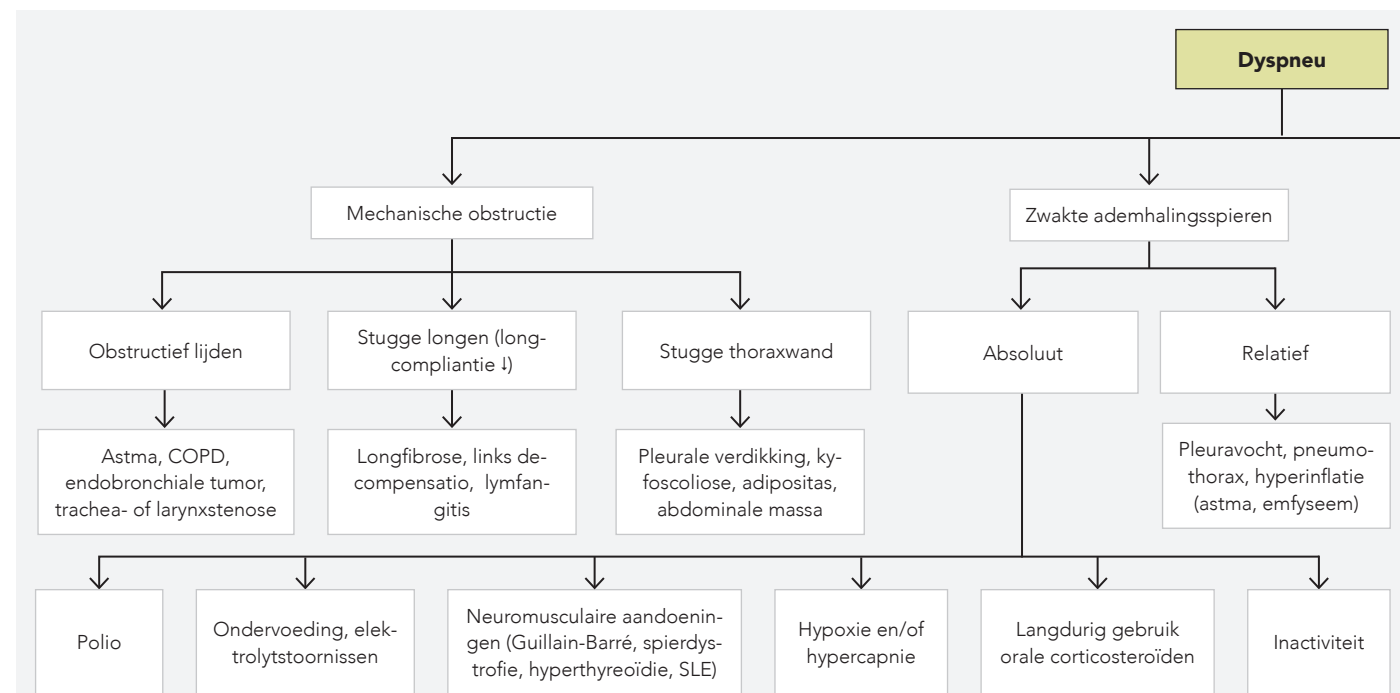 Dyspneu
Mechanische obstructie
Zwakte ademhalingsspieren
Obstructief lijden
Stugge longen (long-
compliantie ↓)
Stugge thoraxwand
Absoluut
Relatief
Astma, COPD,
endobronchiale tumor,
trachea- of larynxstenose
Longfibrose, links de-
compensatio, lymfan-
gitis
Pleurale verdikking, ky-
foscoliose, adipositas,
abdominale massa
Pleuravocht, pneumo-
thorax, hyperinflatie
(astma, emfyseem)
Polio
Ondervoeding, elek-
trolytstoornissen
Neuromusculaire aandoenin-
gen (Guillain-Barré, spierdys-
trofie, hyperthyreoïdie, SLE)
Hypoxie en/of
hypercapnie
Langdurig gebruik
orale corticosteroïden
Inactiviteit